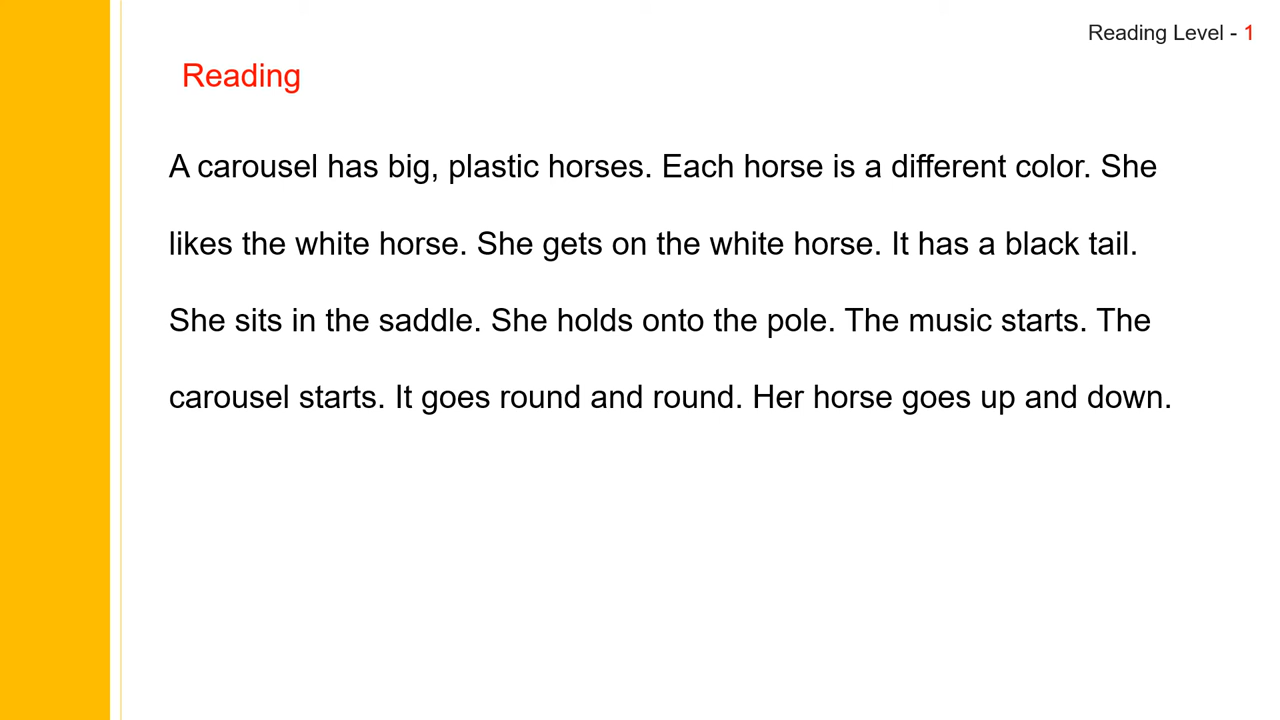 Reading Level - 1
Reading
A carousel has big, plastic horses. Each horse is a different color. She
likes the white horse. She gets on the white horse. It has a black tail.
She sits in the saddle. She holds onto the pole. The music starts. The
carousel starts. It goes round and round. Her horse goes up and down.